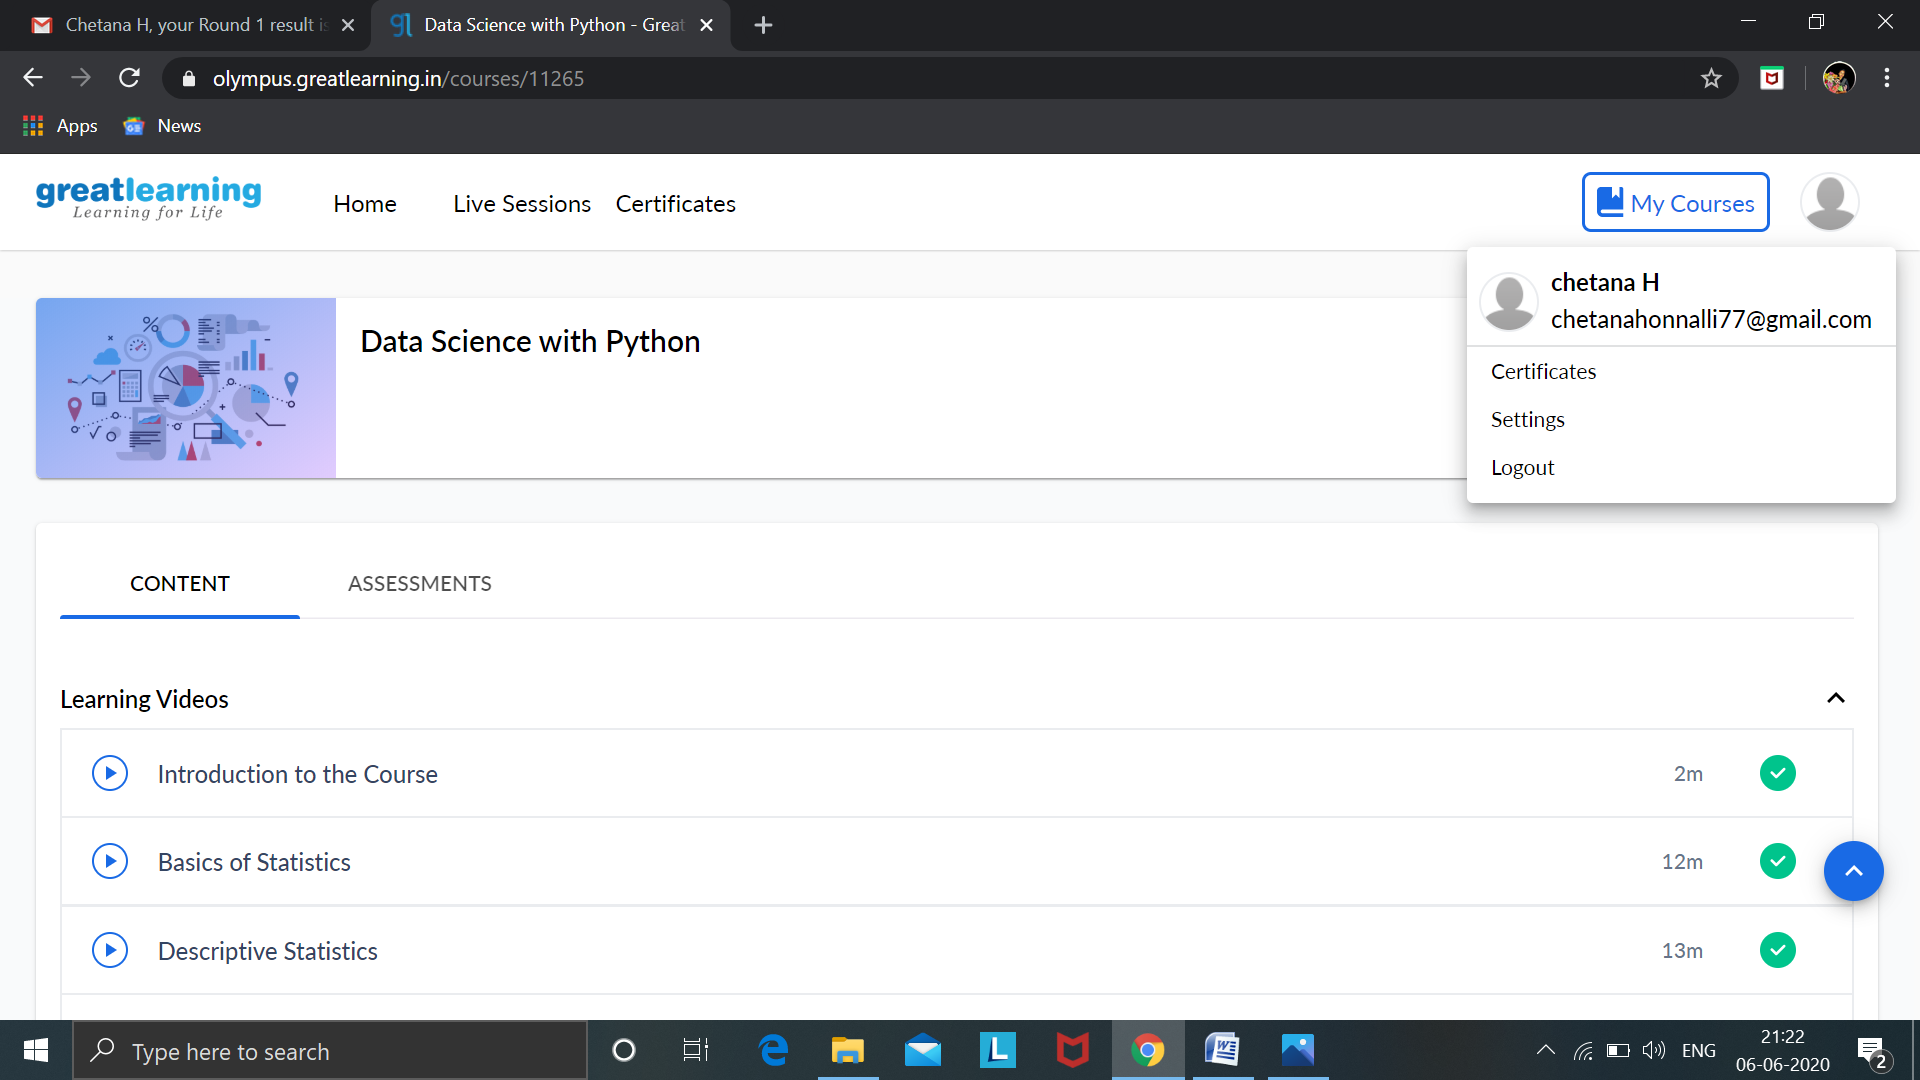 Chetana H, your Round 1 result is
Data Science with Python - Great
olympus.greatlearning.in/courses/11265
Apps
News
greatlearning
Learning for Life
Home
Live Sessions
Certificates
My Courses
chetana H
chetanahonnalli77@gmail.com
Certificates
Settings
Logout
Data Science with Python
CONTENT
ASSESSMENTS
Learning Videos
Introduction to the Course
2m
Basics of Statistics
12m
Descriptive Statistics
13m
Type here to search
ENG
21:22
06-06-2020
2